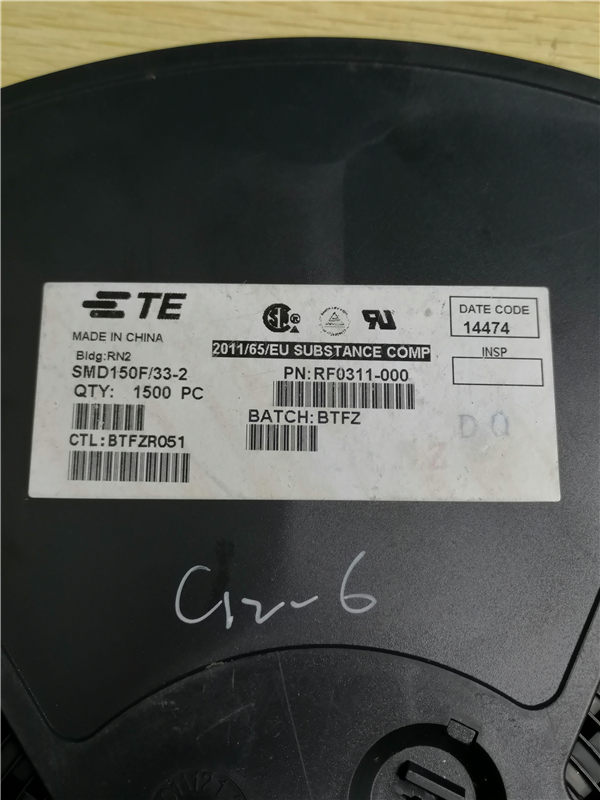 TE
MADE IN CHINA
Bldg:RN2
SMD150F/33-2
QTY: 1500 PC
CTL:BTFZR051
2011/65/EU SUBSTANCE COMP
PN:RF0311-000
BATCH:BTFZ
DATE CODE
14474
INSP
DQ
C12-6